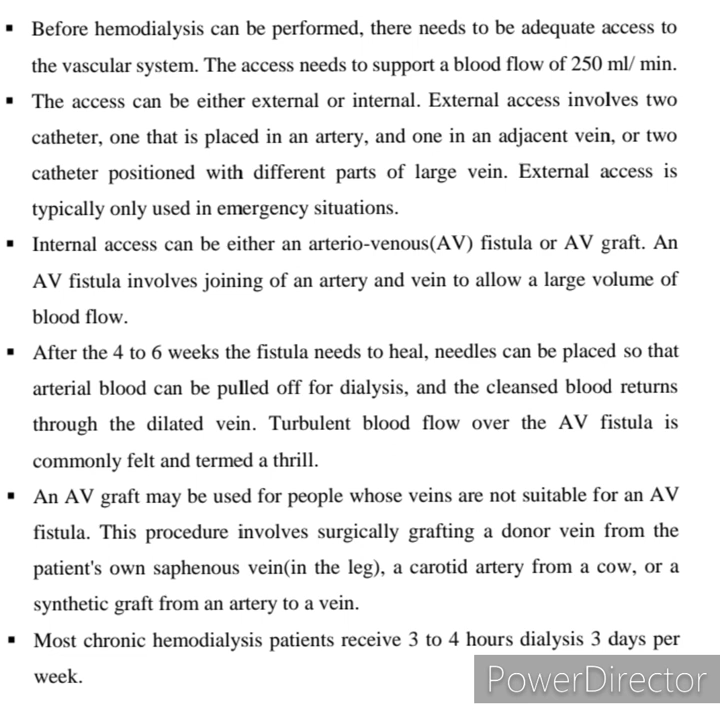 ▪ Before hemodialysis can be performed, there needs to be adequate access to
the vascular system. The access needs to support a blood flow of 250 ml/ min.
▪ The access can be either external or internal. External access involves two
catheter, one that is placed in an artery, and one in an adjacent vein, or two
catheter positioned with different parts of large vein. External access is
typically only used in emergency situations.
▪ Internal access can be either an arterio-venous(AV) fistula or AV graft. An
AV fistula involves joining of an artery and vein to allow a large volume of
blood flow.
▪ After the 4 to 6 weeks the fistula needs to heal, needles can be placed so that
arterial blood can be pulled off for dialysis, and the cleansed blood returns
through the dilated vein. Turbulent blood flow over the AV fistula is
commonly felt and termed a thrill.
▪ An AV graft may be used for people whose veins are not suitable for an AV
fistula. This procedure involves surgically grafting a donor vein from the
patient's own saphenous vein(in the leg), a carotid artery from a cow, or a
synthetic graft from an artery to a vein.
▪ Most chronic hemodialysis patients receive 3 to 4 hours dialysis 3 days per
week.
PowerDirector